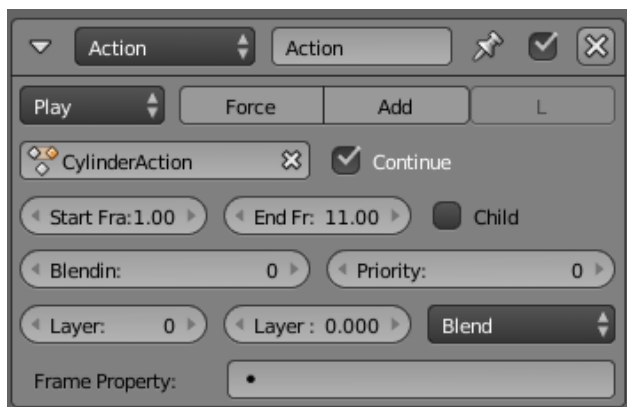 Action Action
Play Force Add L
CylinderAction Continue
Start Fra: 1.00 End Fr: 11.00 Child
Blendin: 0 Priority: 0
Layer: 0 Layer : 0.000 Blend
Frame Property: